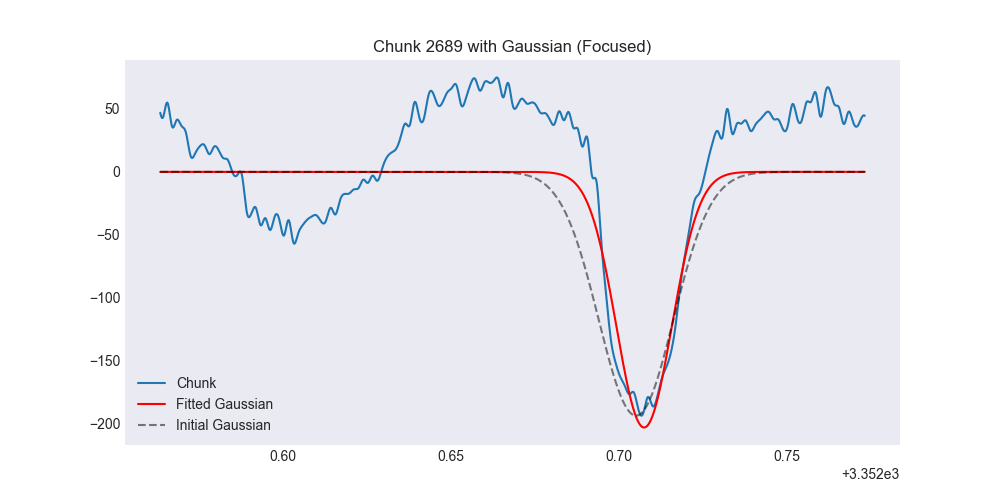 Chunk 2689 with Gaussian (Focused)
50
0
−50
−100
−150
−200
Chunk
Fitted Gaussian
Initial Gaussian
0.60 0.65 0.70 0.75
+3.352e3